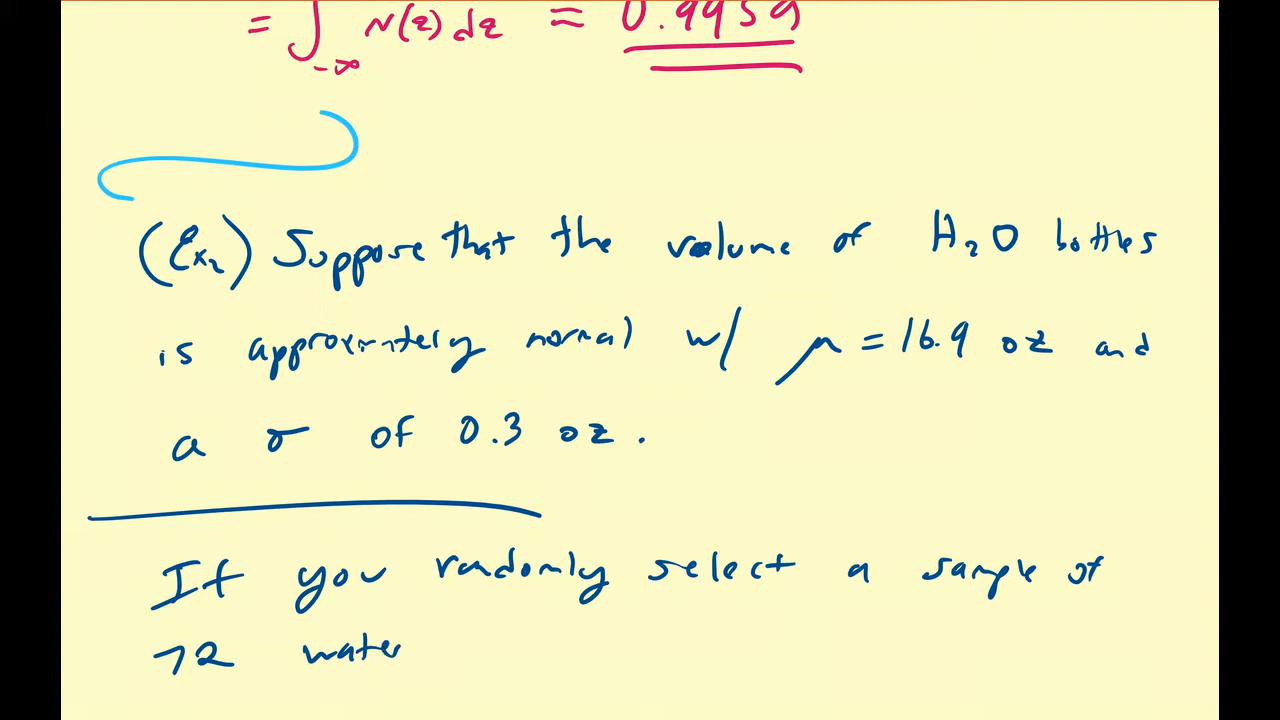 = ∫_{-∞} N(z) dz ≈ 0.9959
(Ex₂) Suppose that the volume of H₂O bottles
is approximately normal w/ μ = 16.9 oz and
a σ of 0.3 oz.
If you randomly select a sample of
72 water